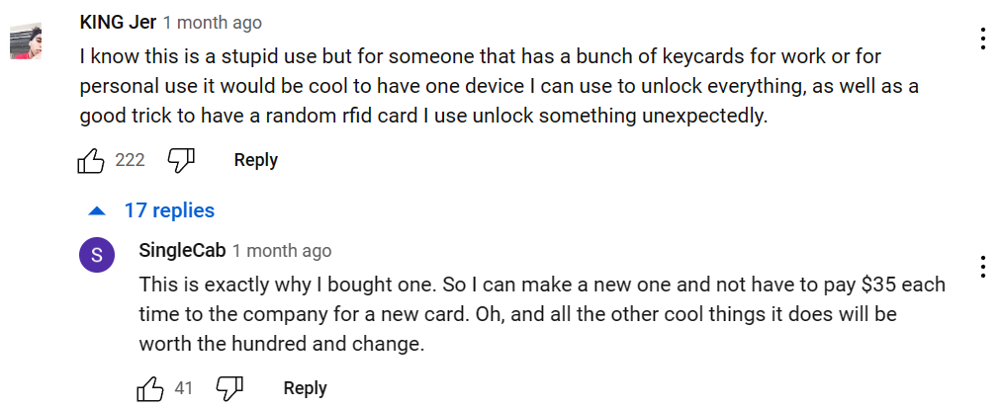 KING Jer 1 month ago
I know this is a stupid use but for someone that has a bunch of keycards for work or for
personal use it would be cool to have one device I can use to unlock everything, as well as a
good trick to have a random rfid card I use unlock something unexpectedly.
222 Reply
17 replies
S SingleCab 1 month ago
This is exactly why I bought one. So I can make a new one and not have to pay $35 each
time to the company for a new card. Oh, and all the other cool things it does will be
worth the hundred and change.
41 Reply